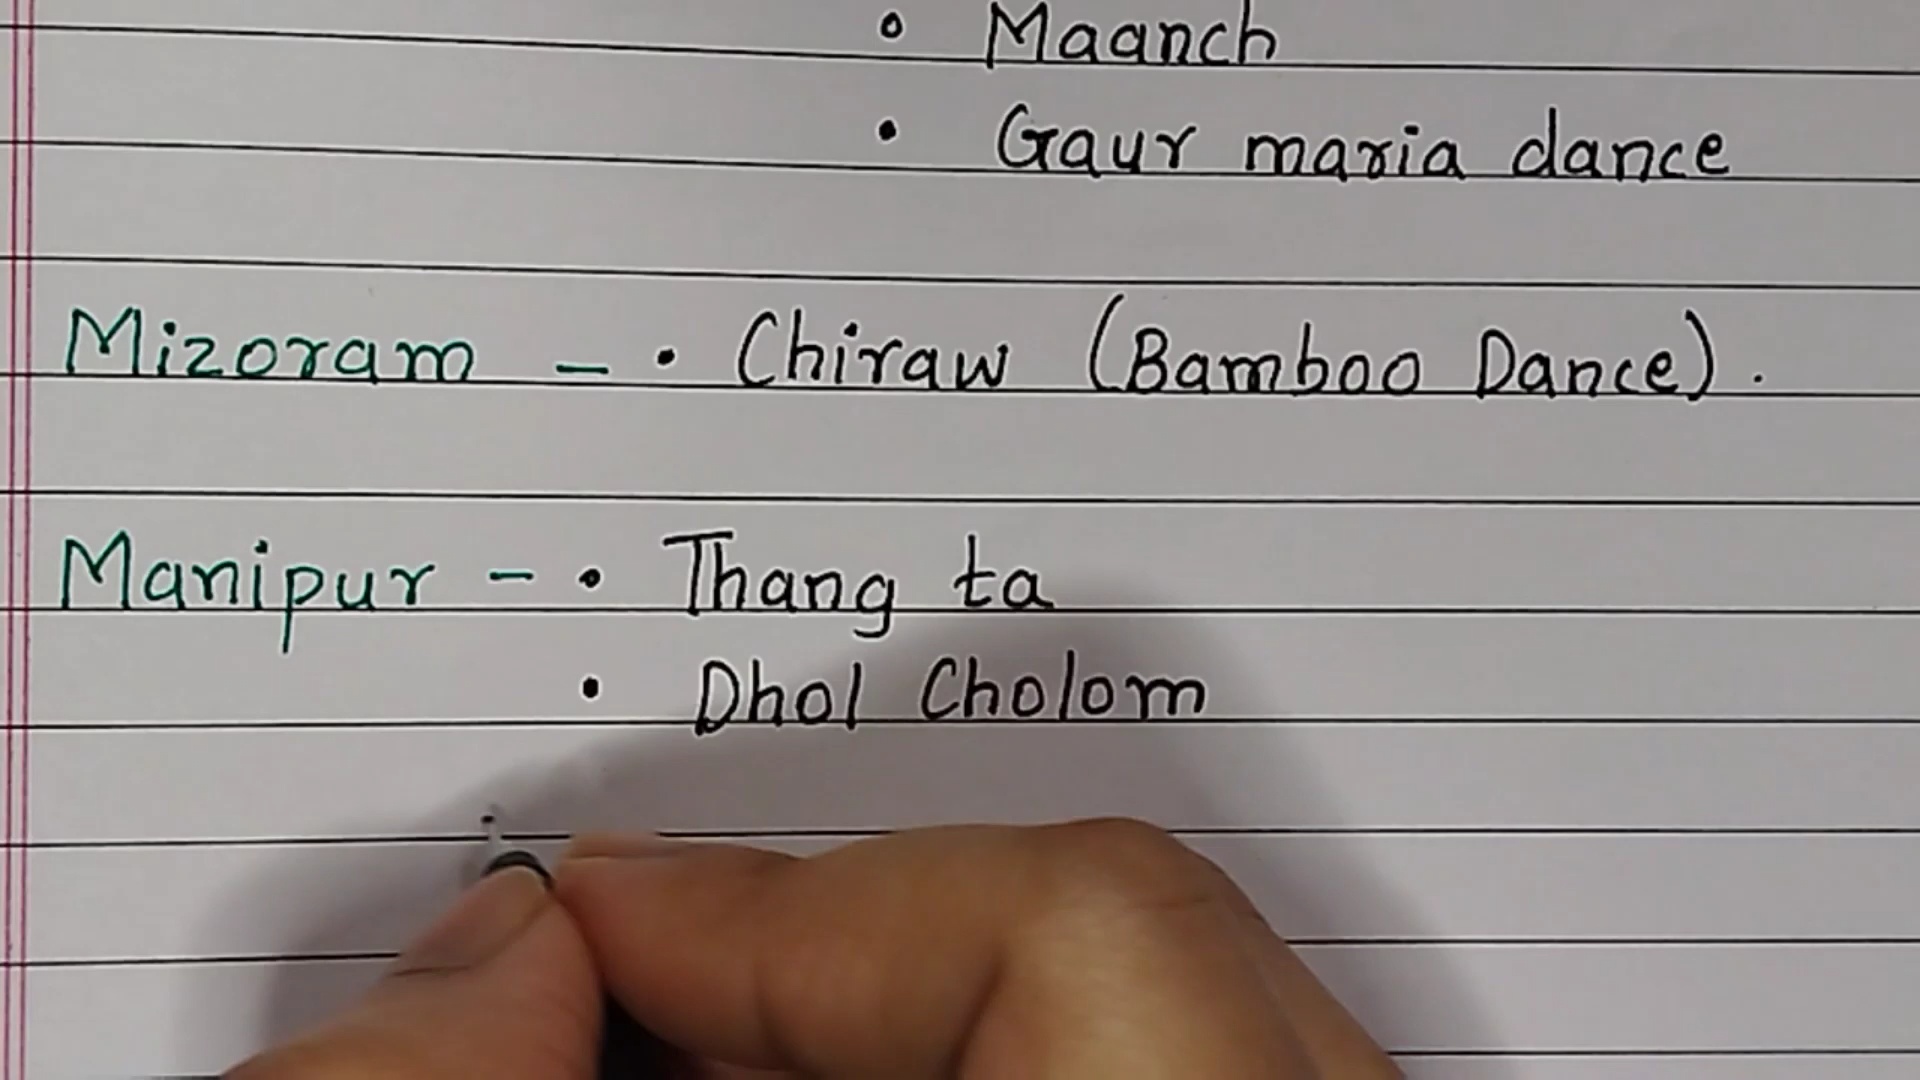 • Maanch
• Gaur maria dance
Mizoram - • Chiraw (Bamboo Dance).
Manipur - • Thang ta
• Dhol Cholom